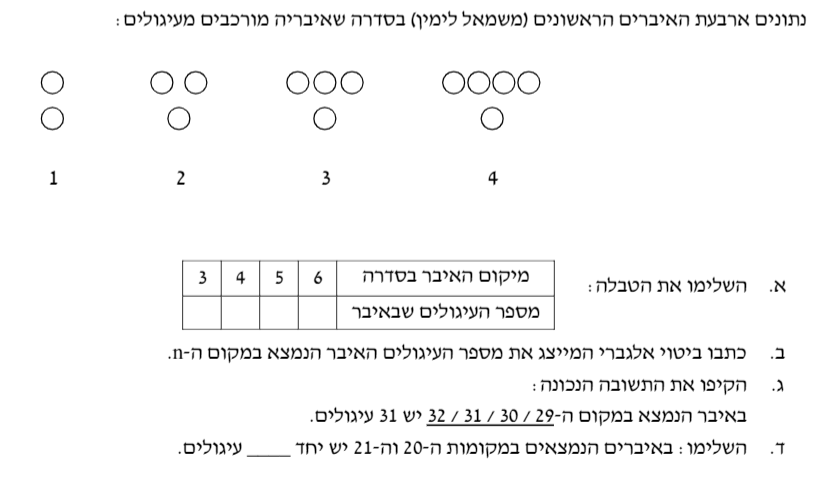 נתונים ארבעת האיברים הראשונים (משמאל לימין) בסדרה שאיבריה מורכבים מעיגולים:
1 2 3 4
א. השלימו את הטבלה:
3 4 5 6 מיקום האיבר בסדרה
מספר העיגולים שבאיבר
ב. כתבו ביטוי אלגברי המייצג את מספר העיגולים האיבר הנמצא במקום ה-n.
ג. הקיפו את התשובה הנכונה:
באיבר הנמצא במקום ה-29 / 30 / 31 / 32 יש 31 עיגולים.
ד. השלימו: באיברים הנמצאים במקומות ה-20 וה-21 יש יחד _____ עיגולים.